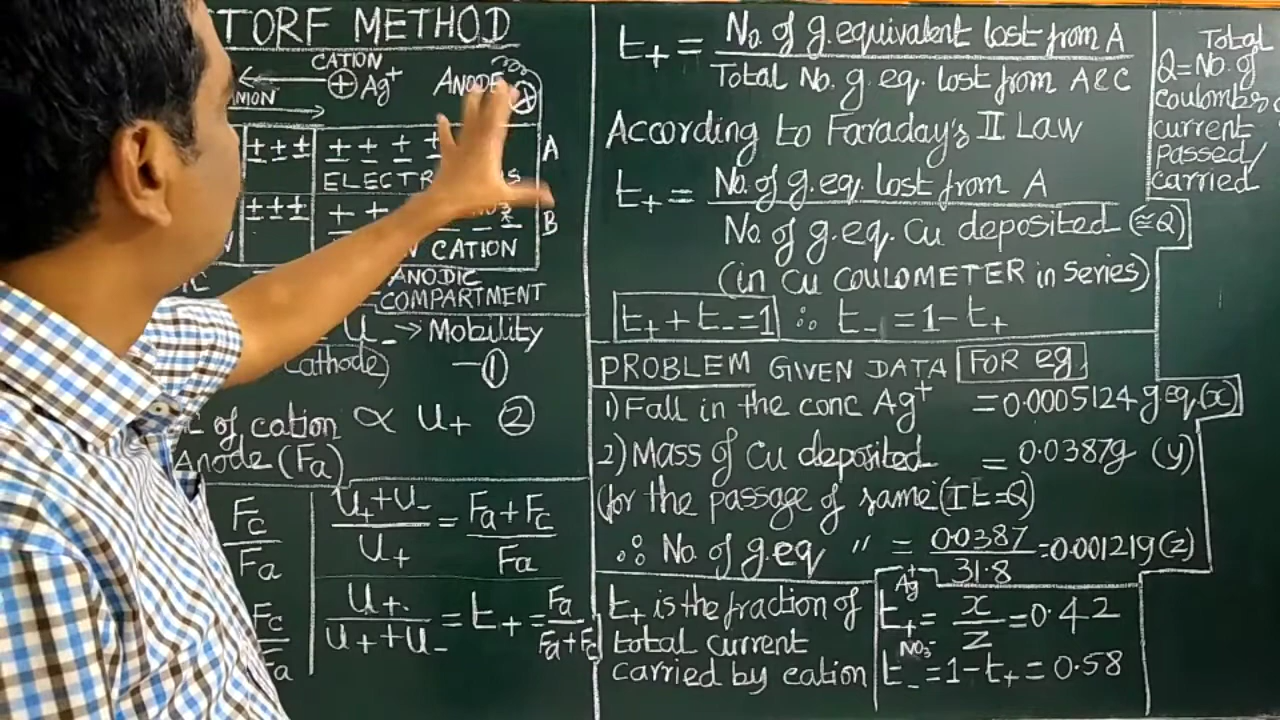 TORF METHOD
CATION
⊕ Ag⁺
ANODE
ANION
± ± ± ± ± ±
A
± ± ±
B
CATION
ANODIC
COMPARTMENT
U₋ → Mobility
Cathode) —①
of cation ∝ U₊ ②
Anode (Fa)
Fc/Fa
(U₊+U₋)/U₊ = (Fa+Fc)/Fa
Fc/Fa
U₊/(U₊+U₋) = t₊ = Fa/(Fa+Fc)
t₊ = No. of g.equivalent lost from A / Total No. g.eq. lost from A & C
According to Faraday's II Law
t₊ = No. of g.eq. Lost from A / No. of g.eq. Cu deposited (≅Q)
(in Cu COULOMETER in series)
t₊ + t₋ = 1 ∴ t₋ = 1 - t₊
Total
Q = No. of
coulombs
current
Passed/
carried
PROBLEM GIVEN DATA FOR eg.
1) Fall in the conc Ag⁺ = 0.0005124 g eq. (x)
2) Mass of Cu deposited = 0.0387g (y)
(for the passage of same (It=Q)
∴ No. of g.eq " = 0.0387/31.8 = 0.001219 (z)
t₊ is the fraction of
total current
carried by cation
Ag⁺
t₊ = x/z = 0.42
NO₃⁻
t₋ = 1 - t₊ = 0.58